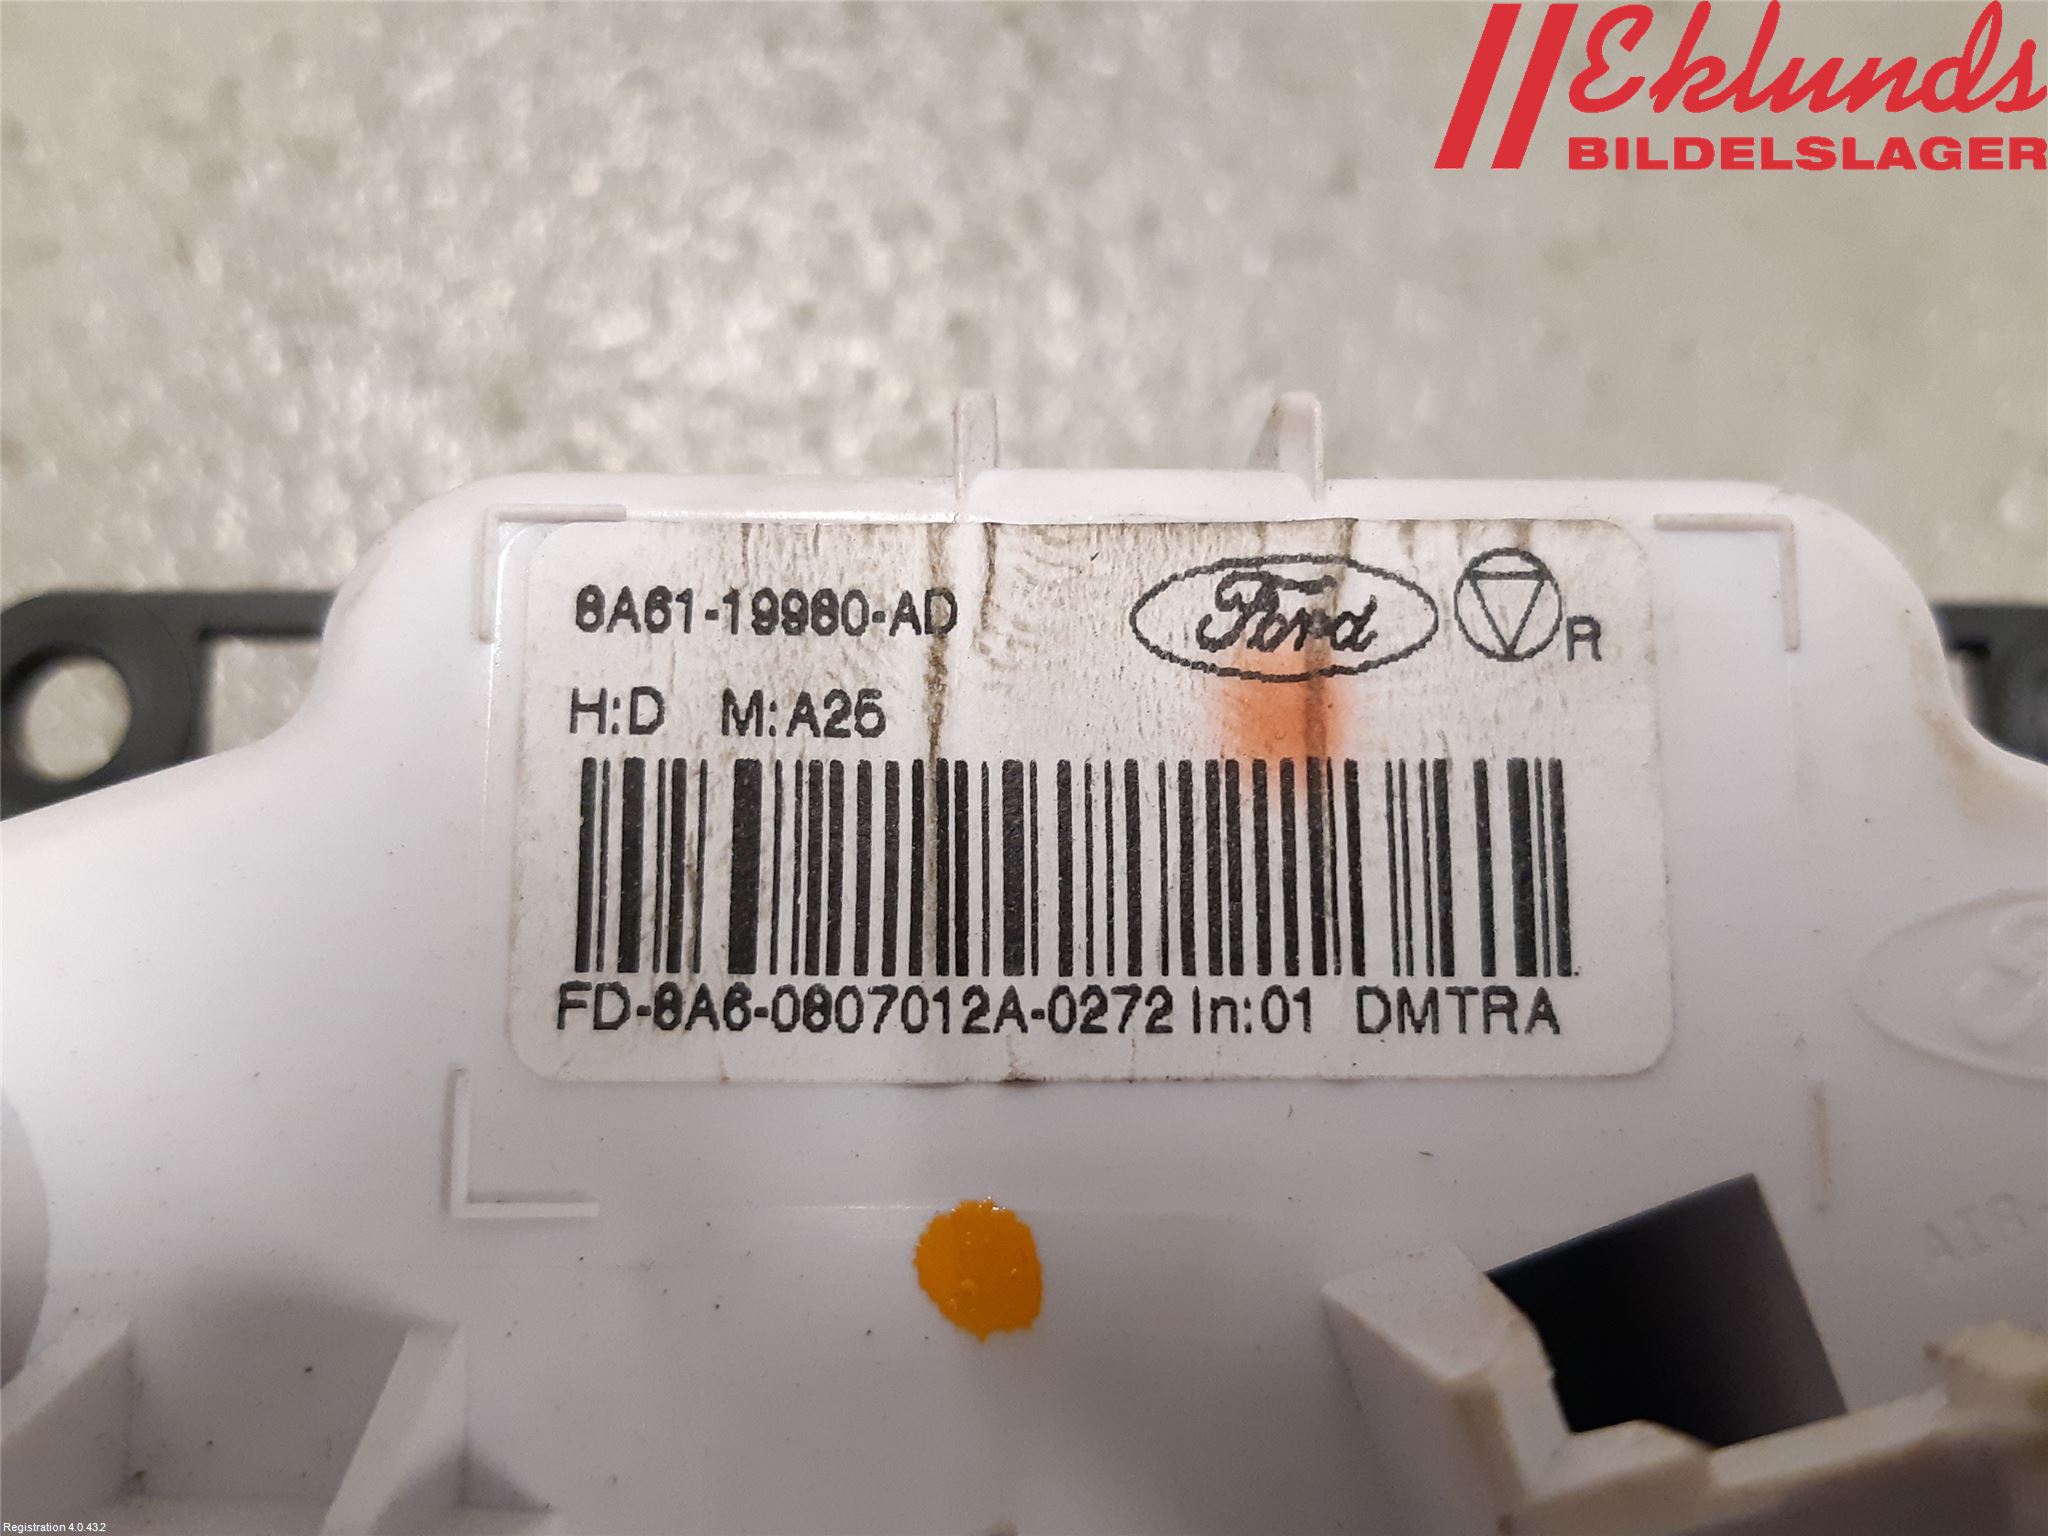 Eklunds
BILDELSLAGER
8A61-19980-AD
Ford
R
H:D M:A25
FD-8A6-0807012A-0272 In:01 DMTRA
Registration 4.0.432